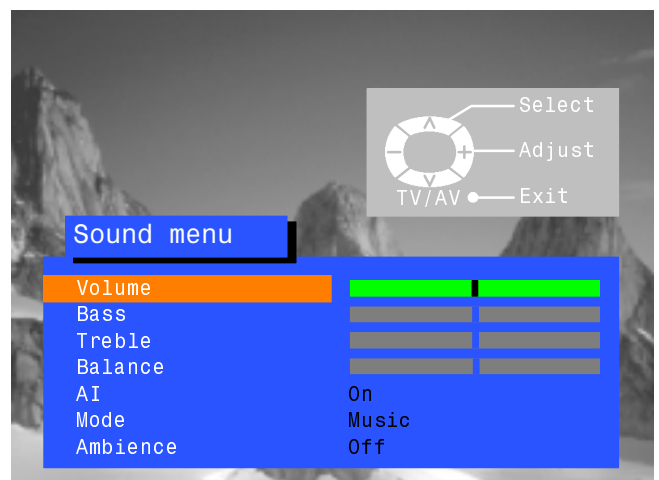 Select
Adjust
TV/AV
Exit
Sound menu
Volume
Bass
Treble
Balance
AI On
Mode Music
Ambience Off